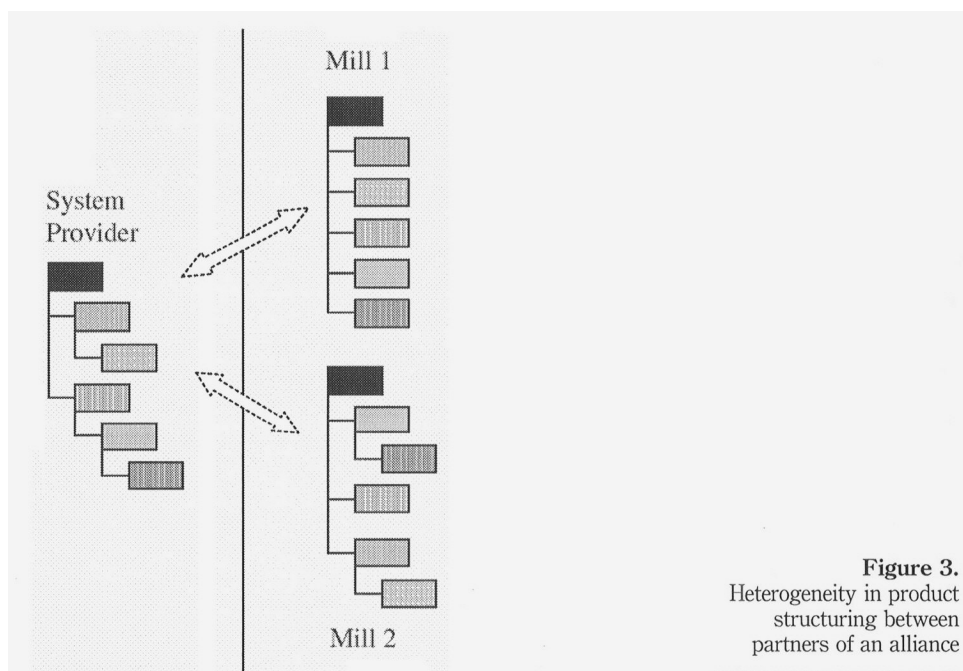 Mill 1
System
Provider
Mill 2
Figure 3.
Heterogeneity in product
structuring between
partners of an alliance